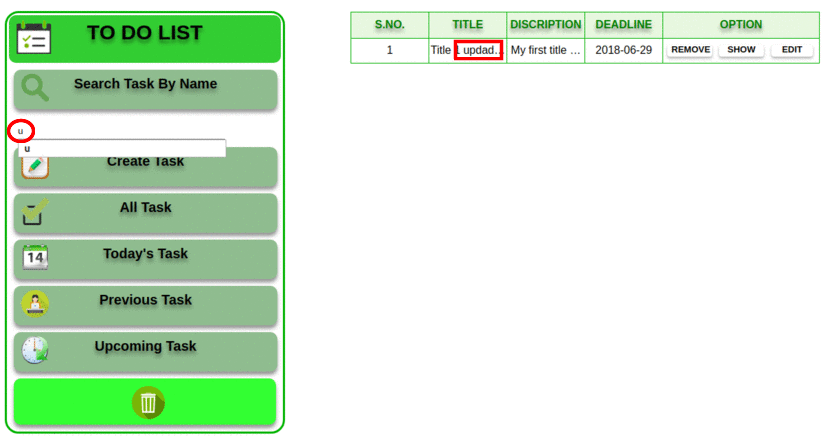 TO DO LIST
Search Task By Name
u
u
Create Task
All Task
14
Today's Task
Previous Task
Upcoming Task
S.NO. TITLE DISCRIPTION DEADLINE OPTION
1 Title 1 updad... My first title ... 2018-06-29 REMOVE SHOW EDIT